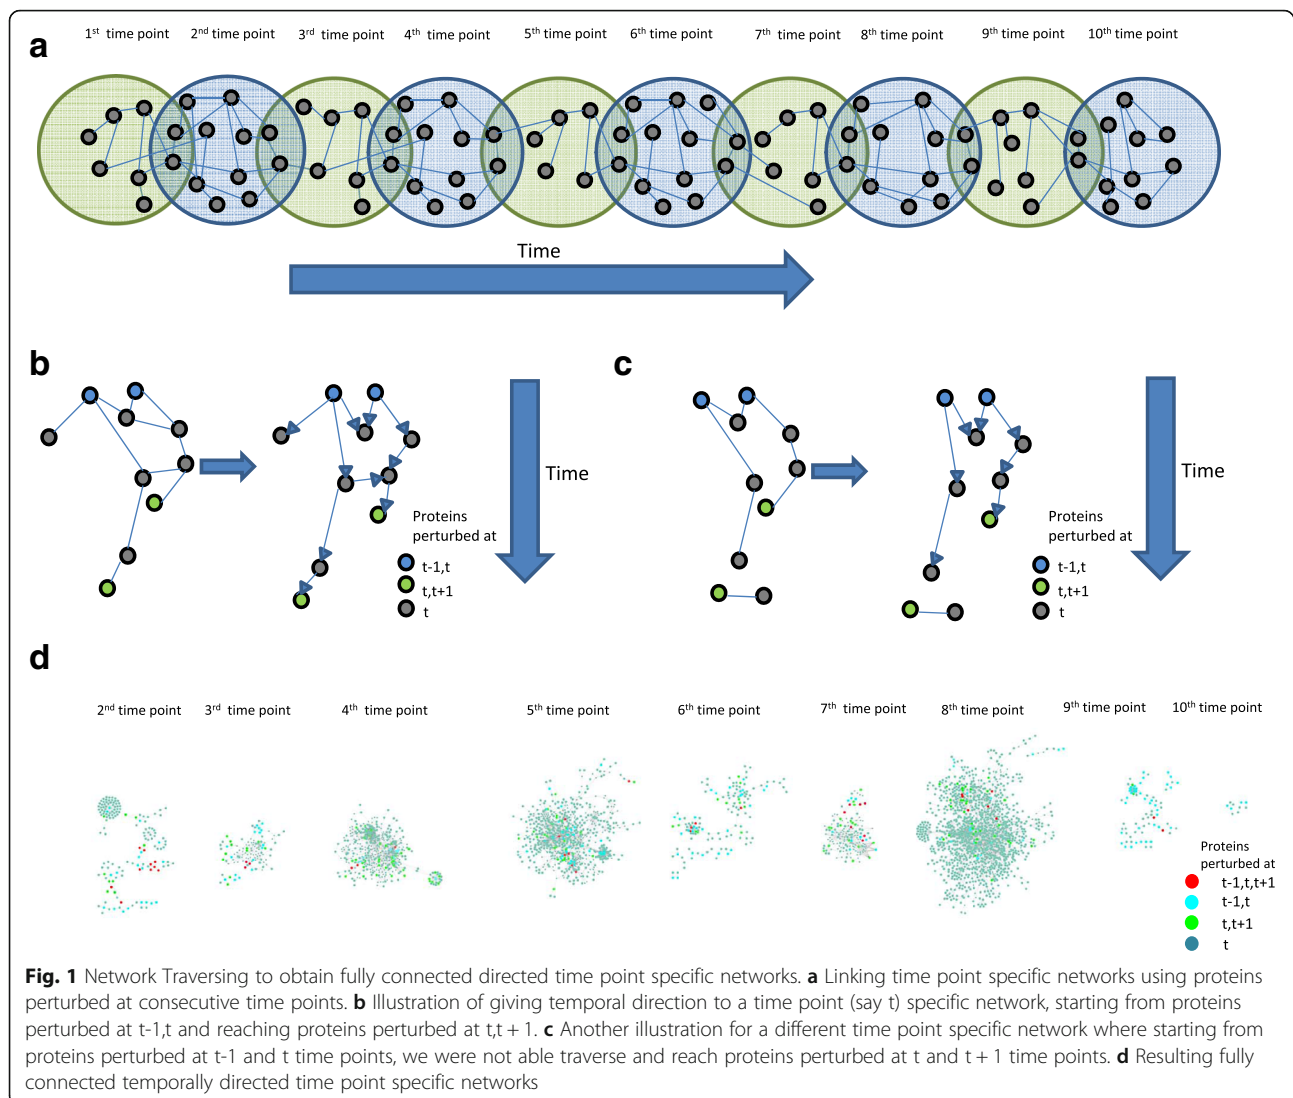 a
1st time point 2nd time point 3rd time point 4th time point 5th time point 6th time point 7th time point 8th time point 9th time point 10th time point
Time
b
Time
Proteins
perturbed at
t-1,t
t,t+1
t
c
Time
Proteins
perturbed at
t-1,t
t,t+1
t
d
2nd time point 3rd time point 4th time point 5th time point 6th time point 7th time point 8th time point 9th time point 10th time point
Proteins
perturbed at
t-1,t,t+1
t-1,t
t,t+1
t
Fig. 1 Network Traversing to obtain fully connected directed time point specific networks. a Linking time point specific networks using proteins
perturbed at consecutive time points. b Illustration of giving temporal direction to a time point (say t) specific network, starting from proteins
perturbed at t-1,t and reaching proteins perturbed at t,t + 1. c Another illustration for a different time point specific network where starting from
proteins perturbed at t-1 and t time points, we were not able traverse and reach proteins perturbed at t and t + 1 time points. d Resulting fully
connected temporally directed time point specific networks